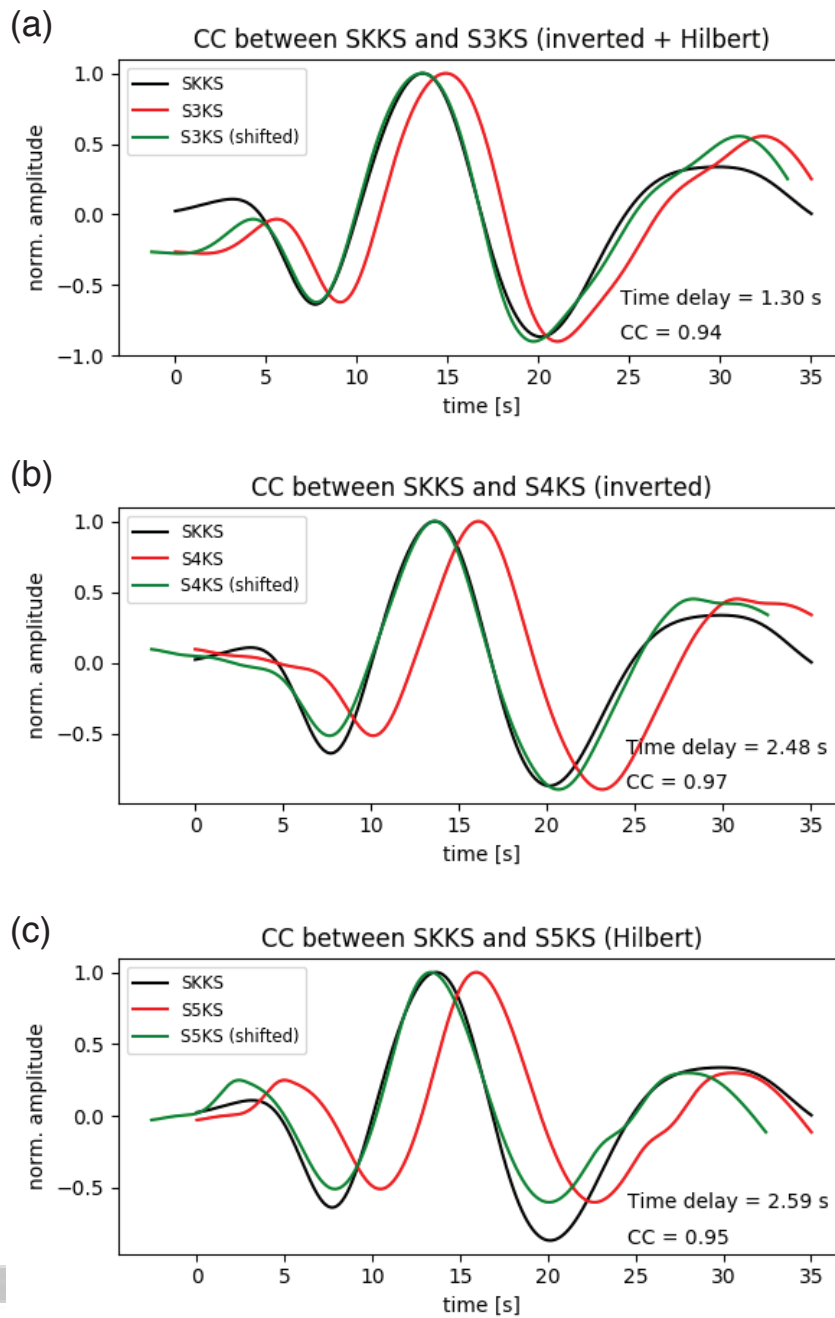 (a)
CC between SKKS and S3KS (inverted + Hilbert)
SKKS
S3KS
S3KS (shifted)
1.0
0.5
0.0
−0.5
−1.0
norm. amplitude
Time delay = 1.30 s
CC = 0.94
0 5 10 15 20 25 30 35
time [s]
(b)
CC between SKKS and S4KS (inverted)
SKKS
S4KS
S4KS (shifted)
1.0
0.5
0.0
−0.5
norm. amplitude
Time delay = 2.48 s
CC = 0.97
0 5 10 15 20 25 30 35
time [s]
(c)
CC between SKKS and S5KS (Hilbert)
SKKS
S5KS
S5KS (shifted)
1.0
0.5
0.0
−0.5
norm. amplitude
Time delay = 2.59 s
CC = 0.95
0 5 10 15 20 25 30 35
time [s]